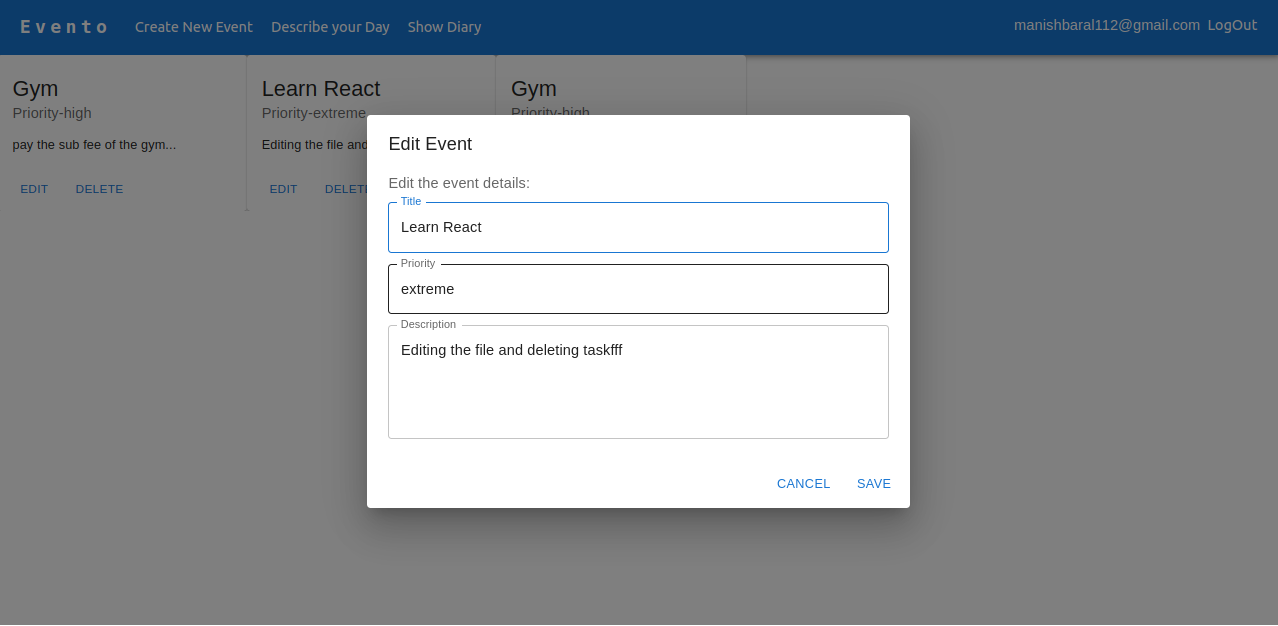 Evento Create New Event Describe your Day Show Diary manishbaral112@gmail.com LogOut
Gym
Priority-high
pay the sub fee of the gym...
EDIT DELETE
Learn React
Priority-extreme
Editing the file and
EDIT DELETE
Gym
Priority-high
Edit Event
Edit the event details:
Title
Learn React
Priority
extreme
Description
Editing the file and deleting taskfff
CANCEL SAVE